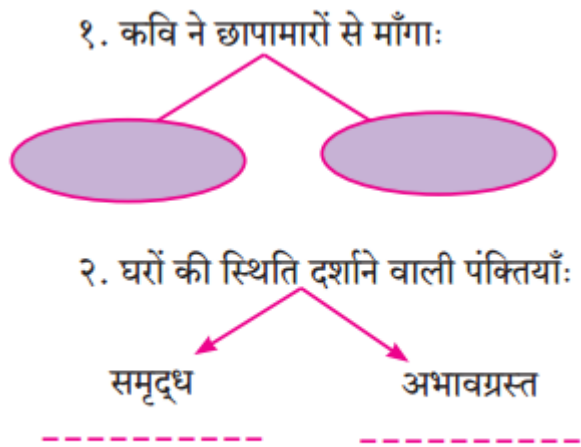 १. कवि ने छापामारों से माँगाः
२. घरों की स्थिति दर्शाने वाली पंक्तियाँः
समृद्ध अभावग्रस्त